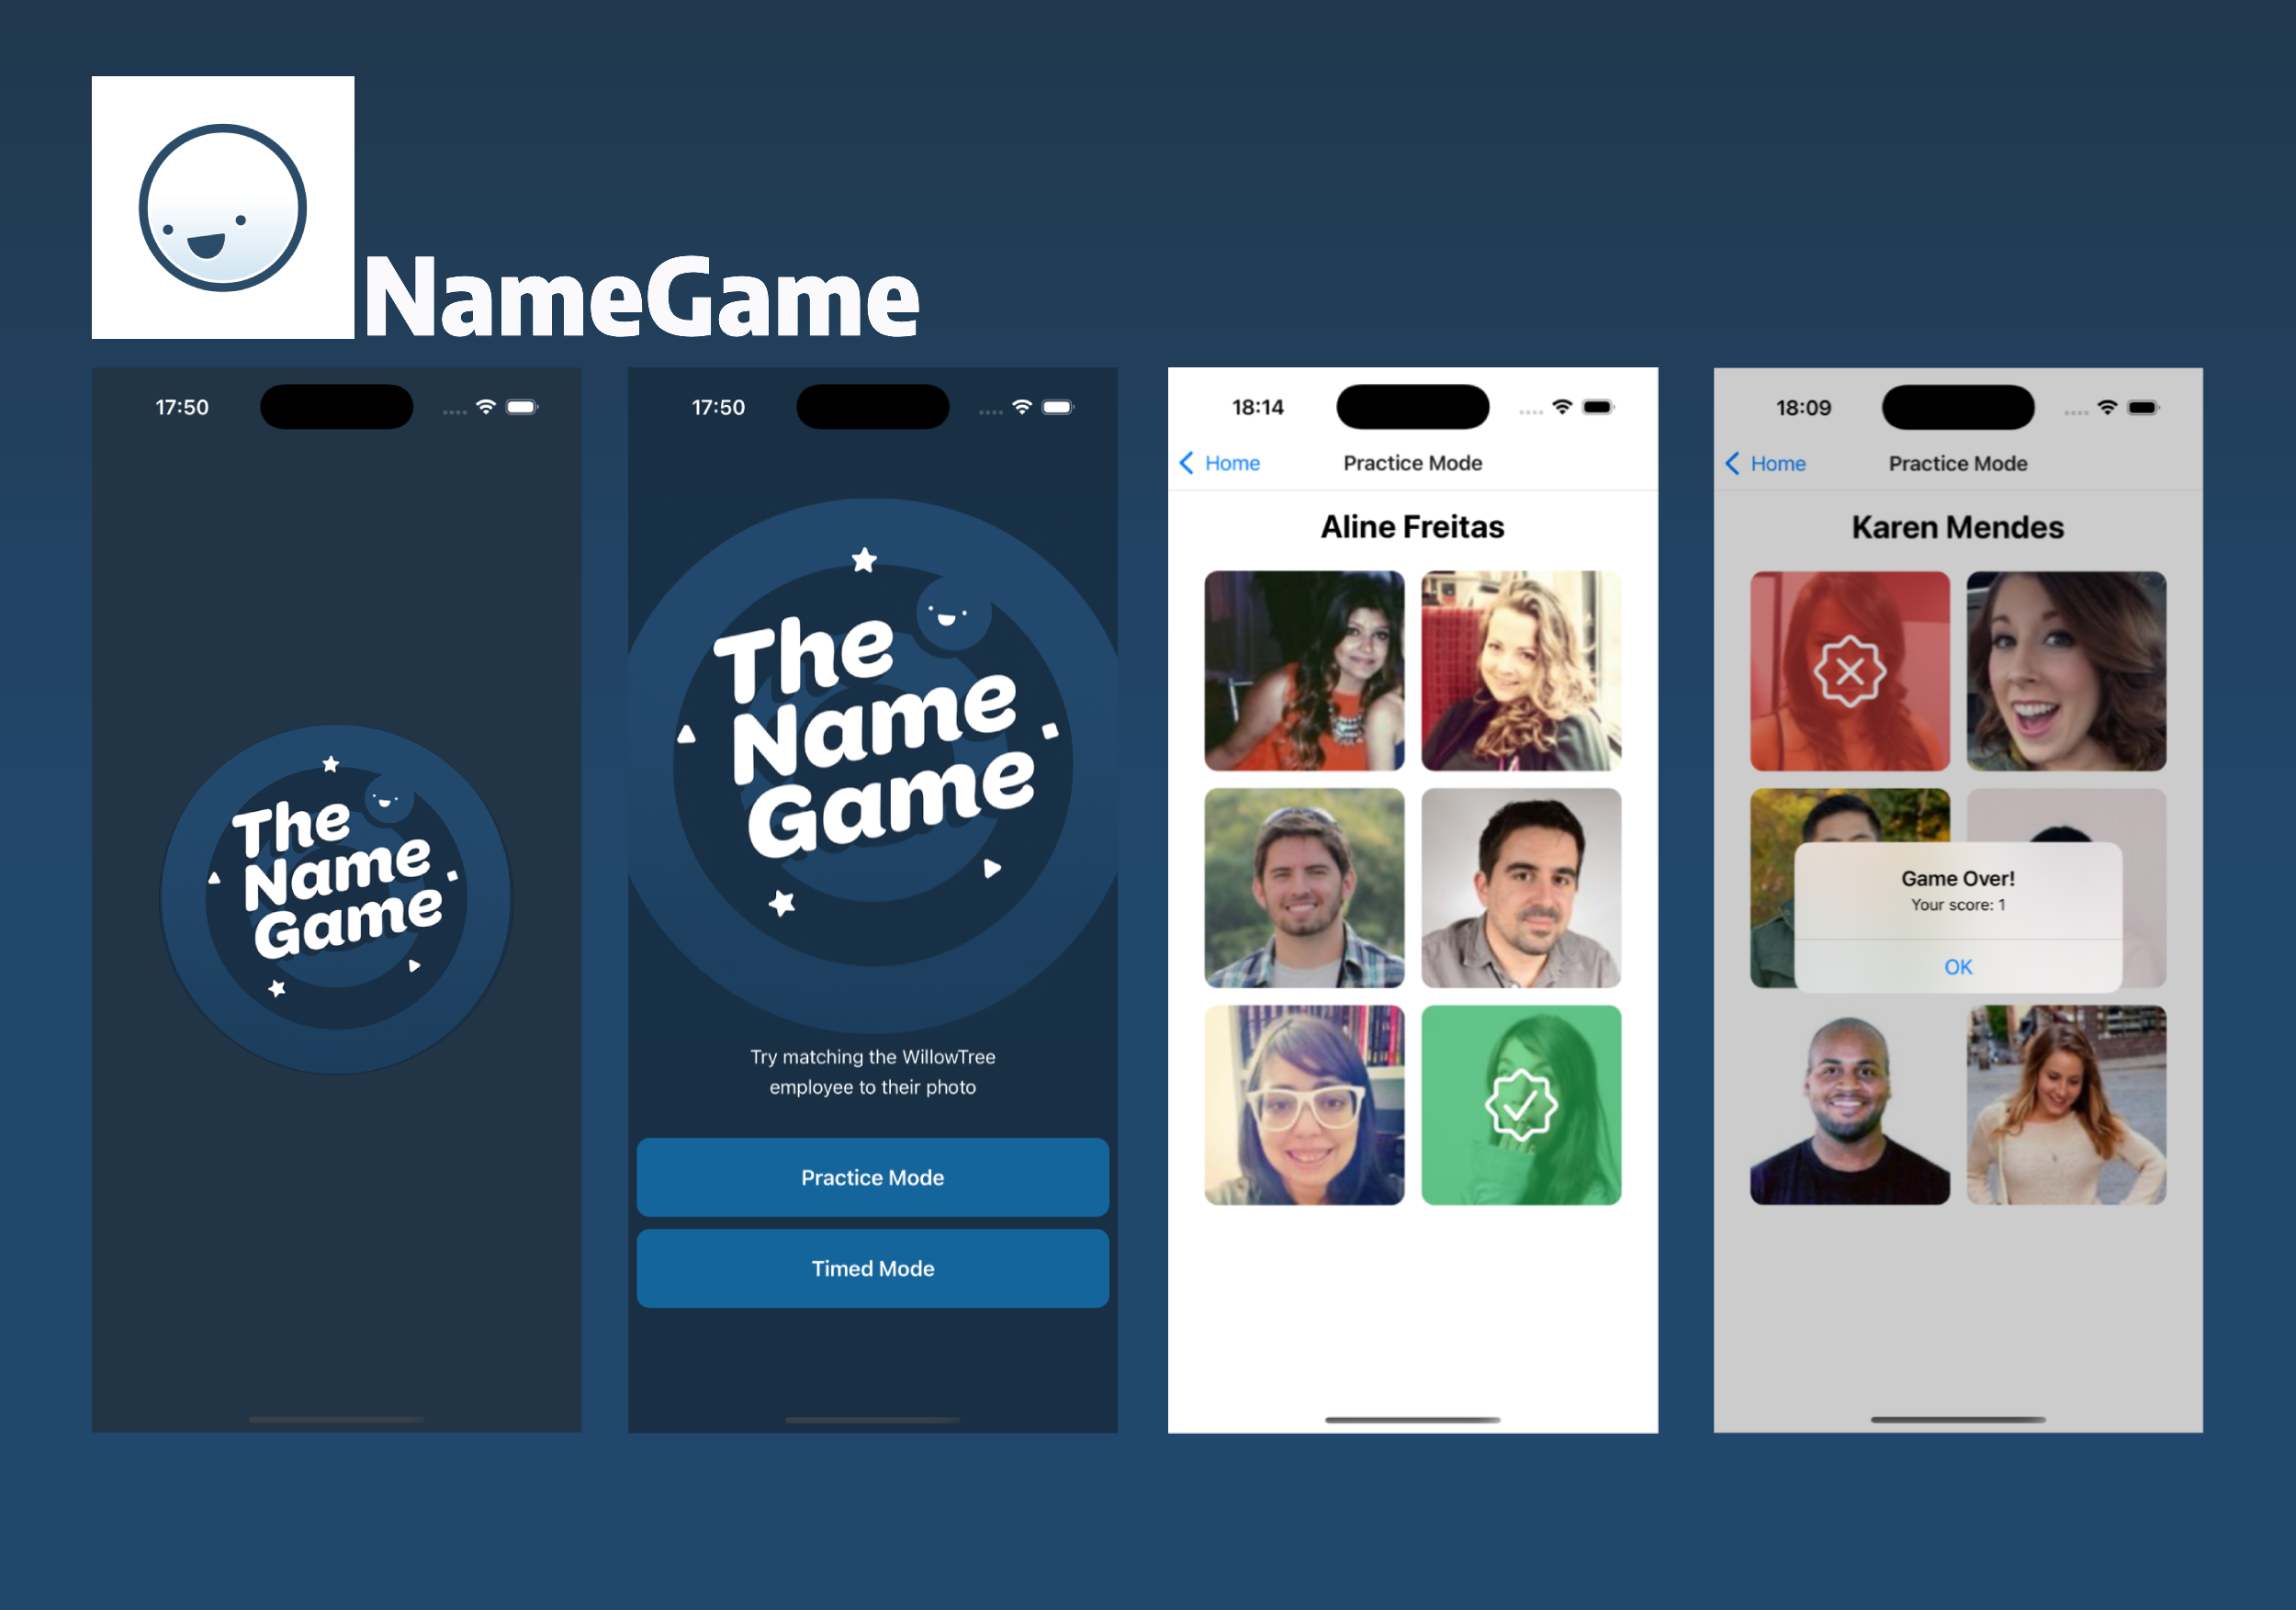 NameGame
17:50
The
Name
Game
17:50
The
Name
Game
Try matching the WillowTree
employee to their photo
Practice Mode
Timed Mode
18:14
Home
Practice Mode
Aline Freitas
18:09
Home
Practice Mode
Karen Mendes
Game Over!
Your score: 1
OK